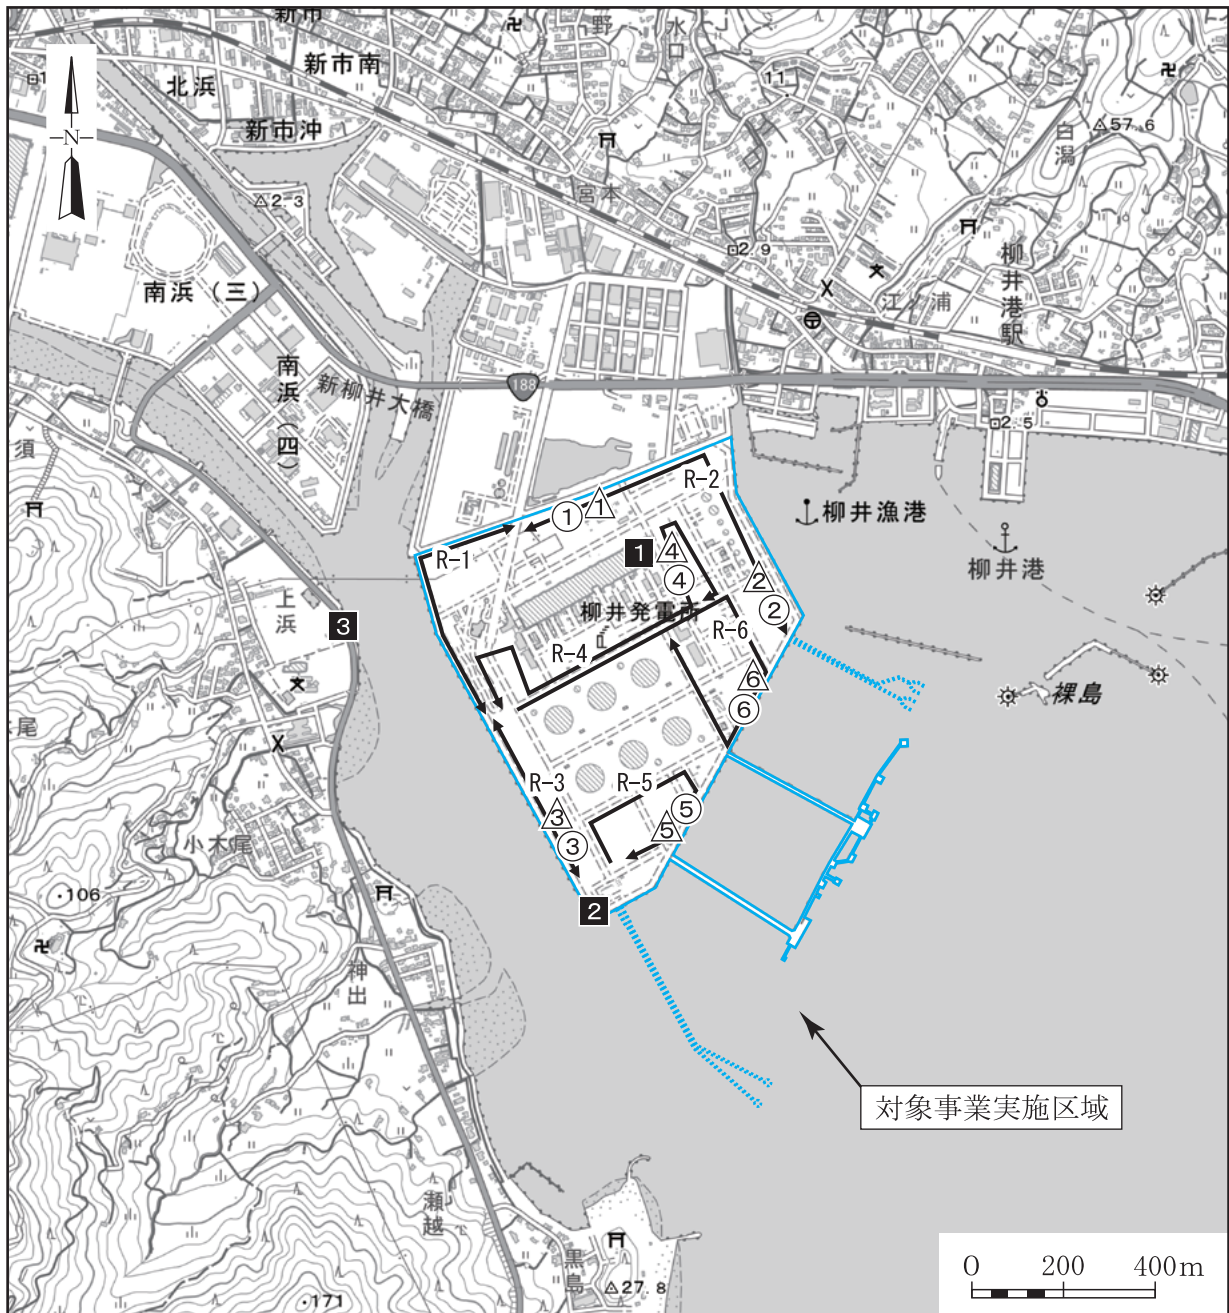 新市
野
水口
新市南
北浜
新市沖
N
11
白潟
57.6
宮本
2.3
2.9
南浜(三)
江ノ浦
柳井港駅
南浜(四)
新柳井大橋
188
2.5
須
R-2
柳井漁港
R-1
1
1
1
4
4
柳井港
2
2
上浜
3
柳井発電所
R-6
R-4
6
6
裸島
尾
R-3
R-5
3
3
5
5
小木尾
106
2
神出
対象事業実施区域
瀬越
黒島
27.8
171
0 200 400m